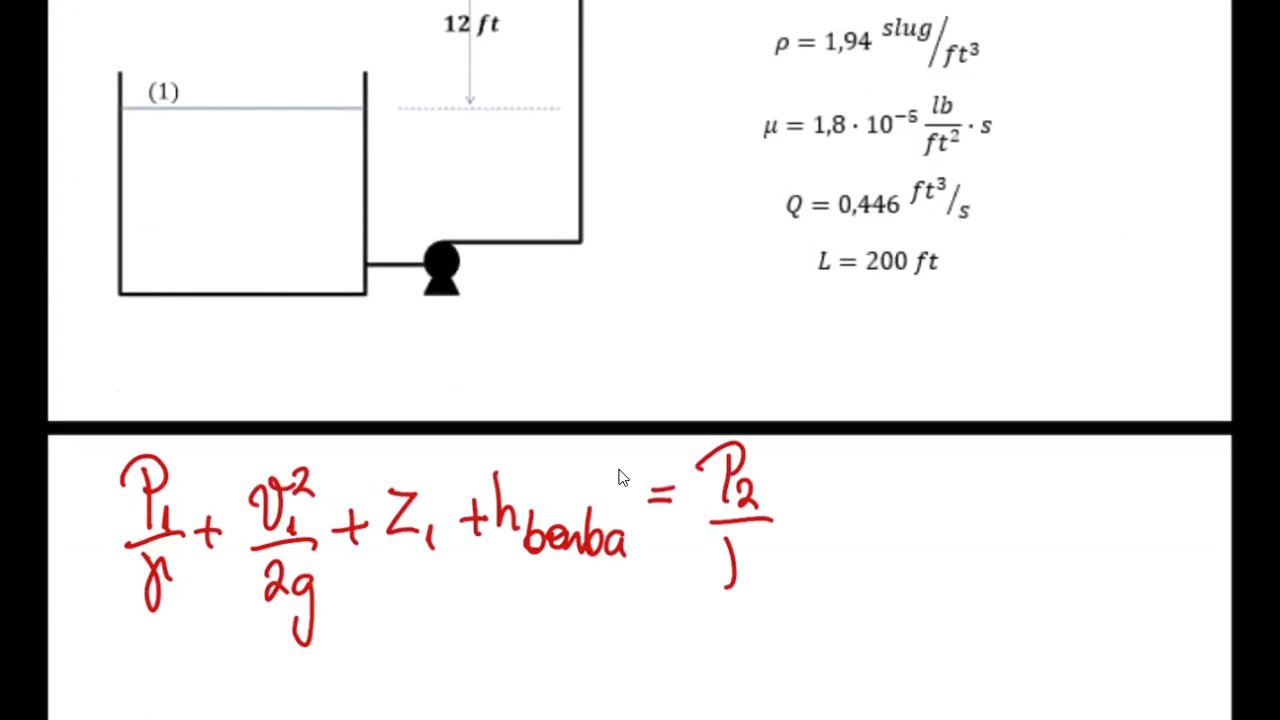 12 ft
(1)
ρ = 1,94 slug/ft³
μ = 1,8 · 10⁻⁵ lb/ft² · s
Q = 0,446 ft³/s
L = 200 ft
P₁/γ + v₁²/2g + Z₁ + h bomba = P₂/